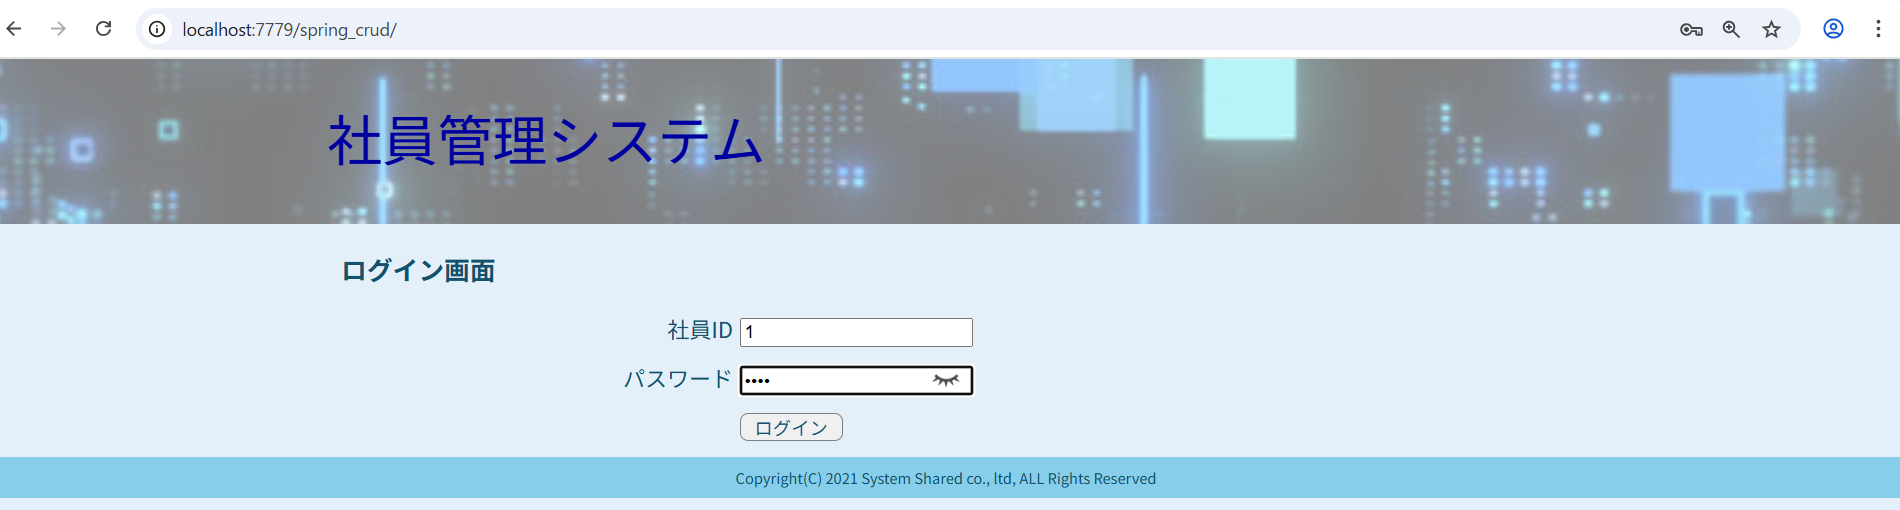 localhost:7779/spring_crud/
社員管理システム
ログイン画面
社員ID 1
パスワード ••••
ログイン
Copyright(C) 2021 System Shared co., ltd, ALL Rights Reserved